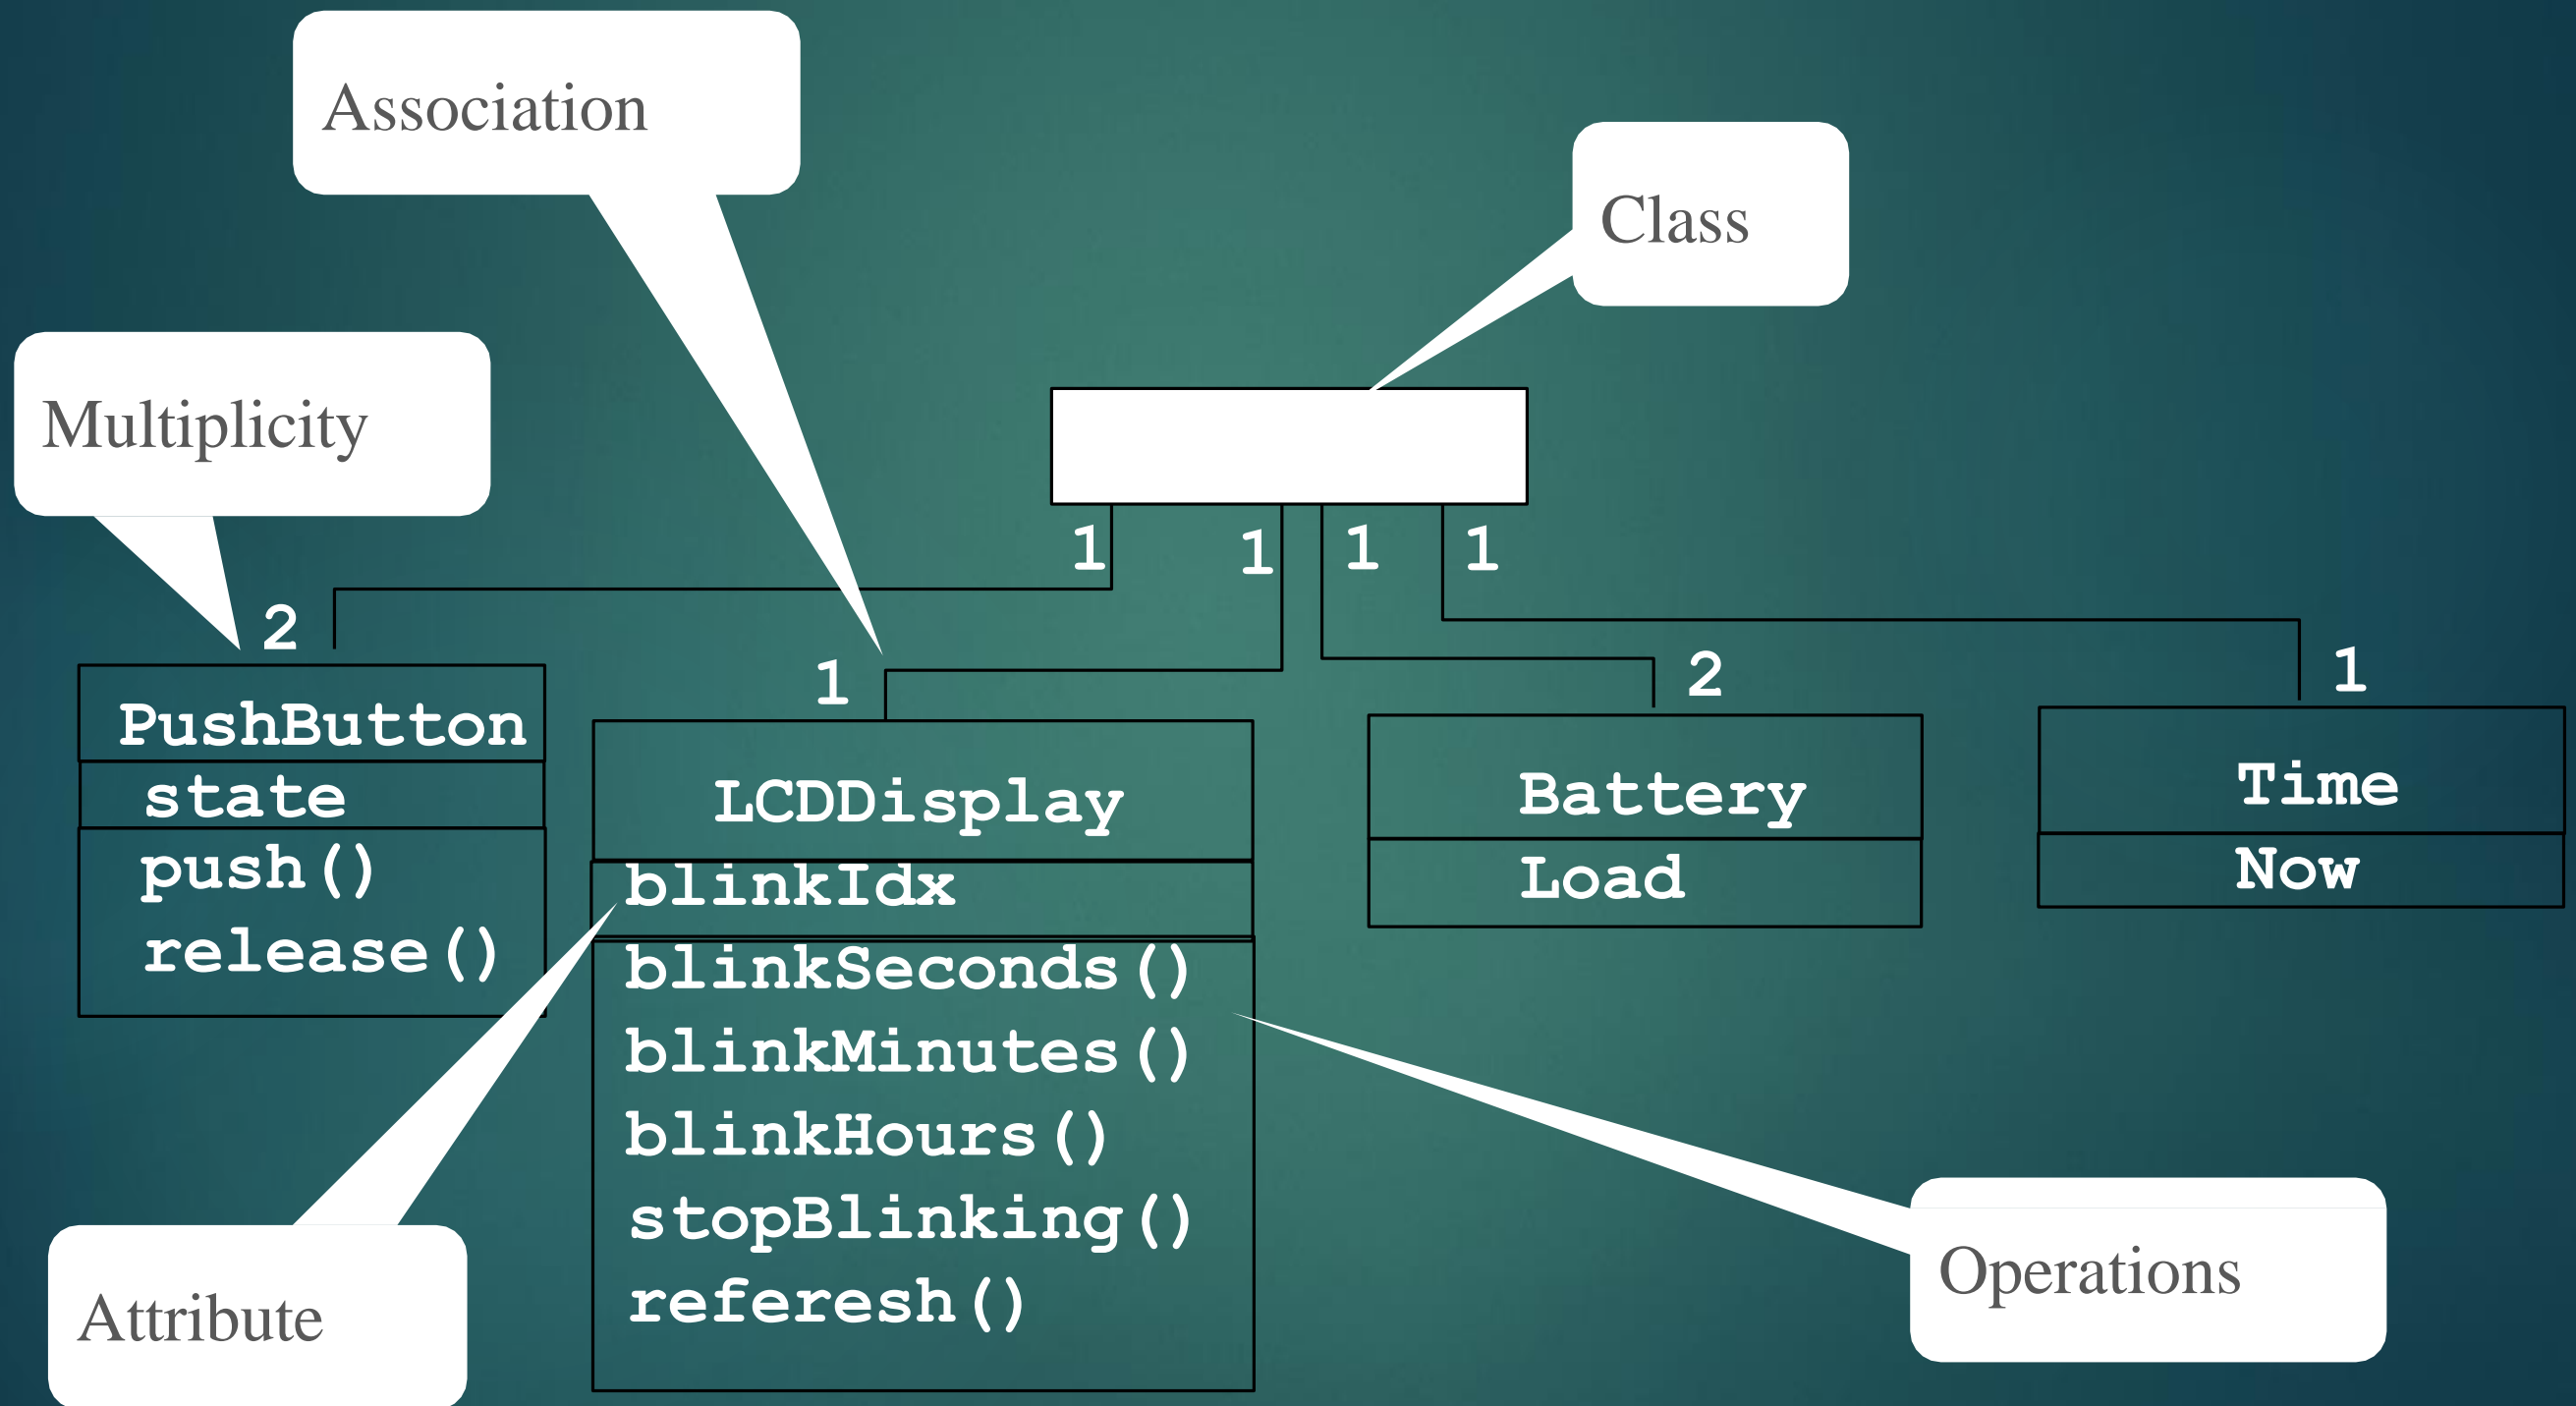 Association
Class
Multiplicity
1 1 1 1
2
1
2
1
PushButton
state
push()
release()
LCDDisplay
blinkIdx
blinkSeconds()
blinkMinutes()
blinkHours()
stopBlinking()
referesh()
Battery
Load
Time
Now
Attribute
Operations